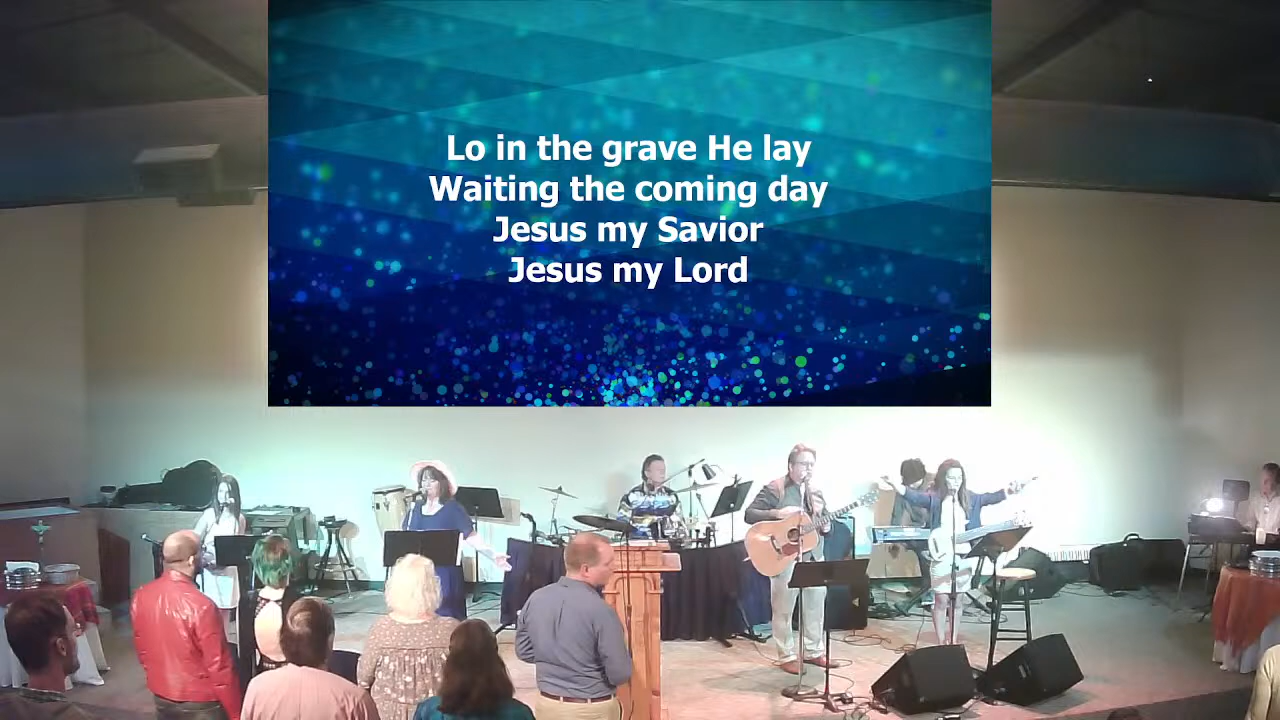 Lo in the grave He lay
Waiting the coming day
Jesus my Savior
Jesus my Lord